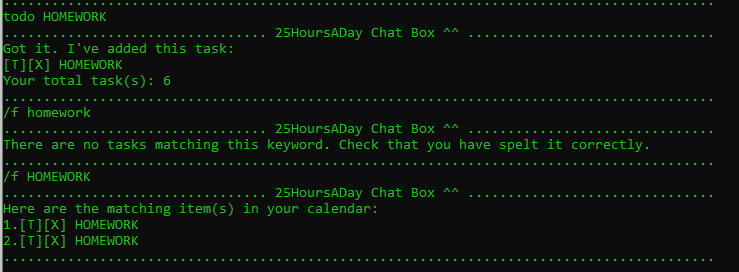 .......................................................................................
todo HOMEWORK
................................ 25HoursADay Chat Box ^^ ..............................
Got it. I've added this task:
[T][X] HOMEWORK
Your total task(s): 6
.......................................................................................
/f homework
................................ 25HoursADay Chat Box ^^ ..............................
There are no tasks matching this keyword. Check that you have spelt it correctly.
.......................................................................................
/f HOMEWORK
................................ 25HoursADay Chat Box ^^ ..............................
Here are the matching item(s) in your calendar:
1.[T][X] HOMEWORK
2.[T][X] HOMEWORK
.......................................................................................